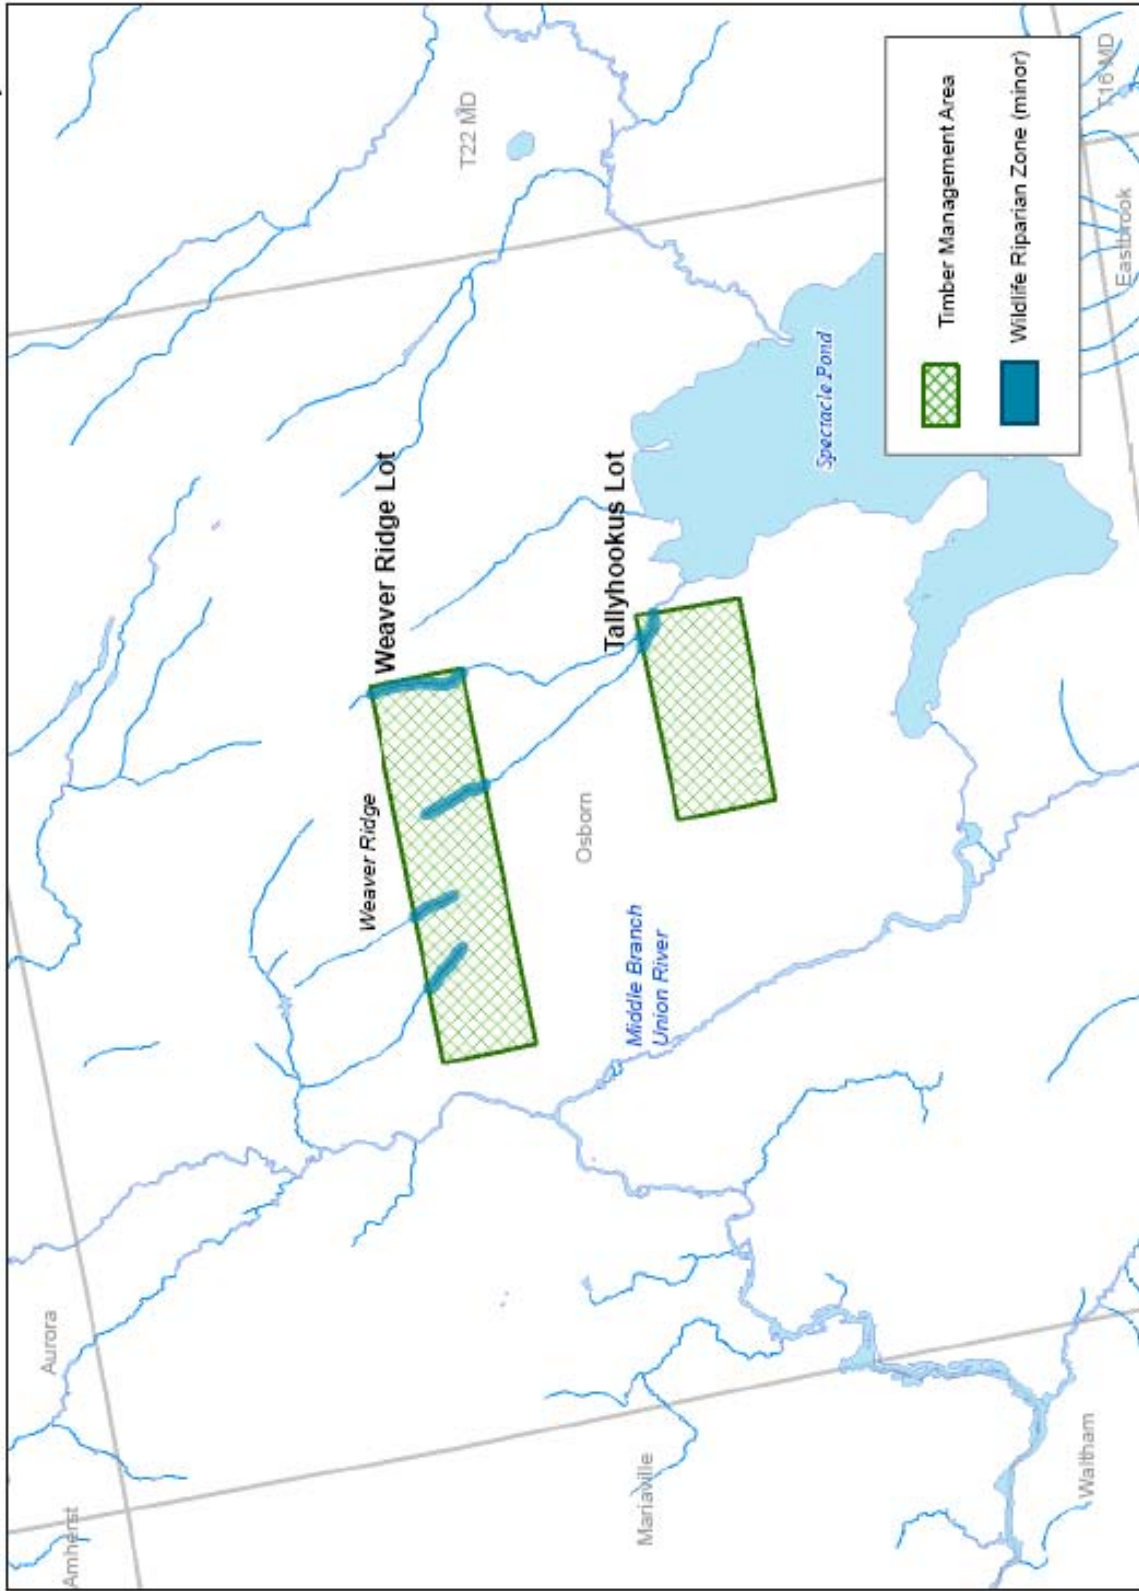 Amherst
Aurora
T22 MD
Weaver Ridge Lot
Weaver Ridge
Tallyhookus Lot
Osborn
Middle Branch
Union River
Spectacle Pond
Mariaville
Waltham
Eastbrook
T16 MD
Timber Management Area
Wildlife Riparian Zone (minor)